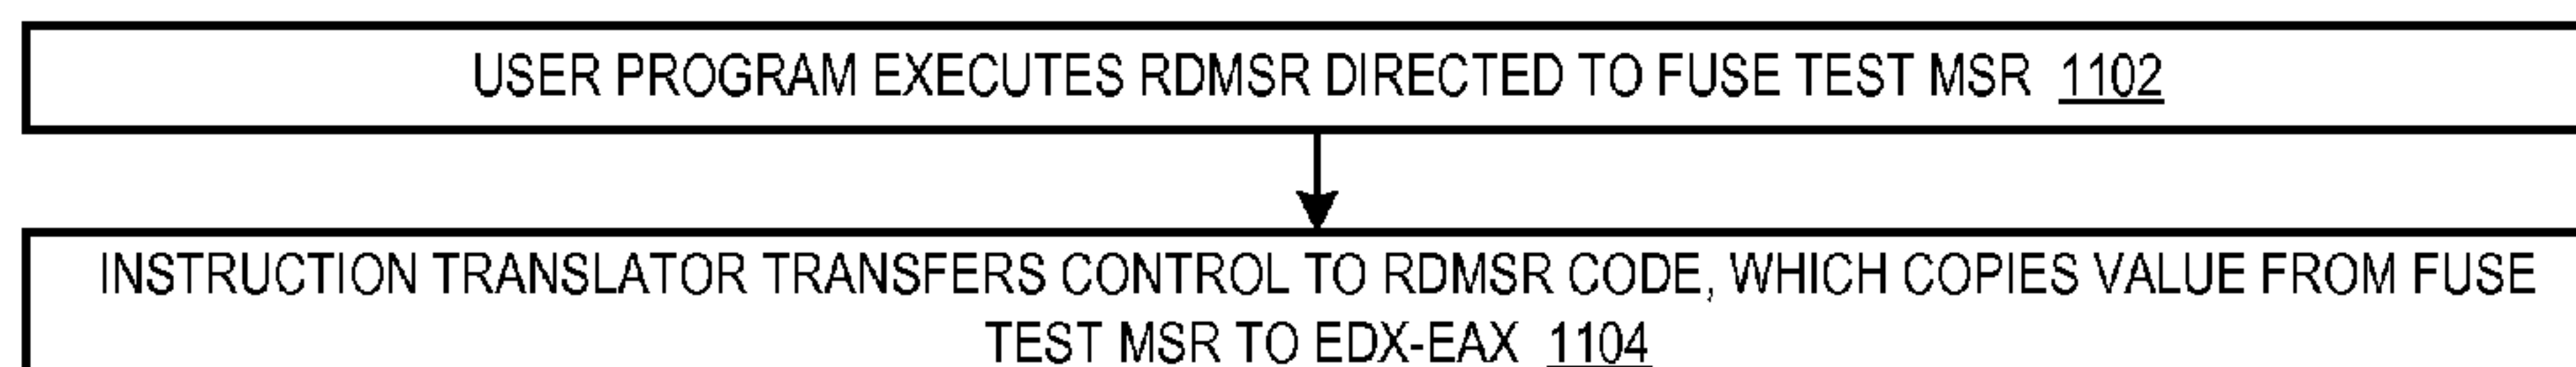 USER PROGRAM EXECUTES RDMSR DIRECTED TO FUSE TEST MSR 1102
INSTRUCTION TRANSLATOR TRANSFERS CONTROL TO RDMSR CODE, WHICH COPIES VALUE FROM FUSE
TEST MSR TO EDX-EAX 1104